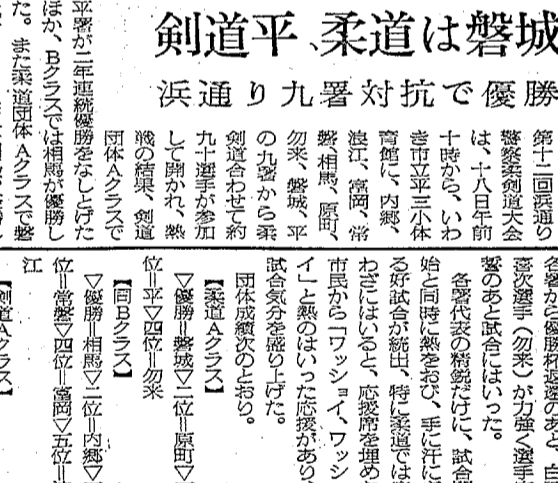 剣道平、柔道は磐城
浜通り九署対抗で優勝
第十二回浜通り
警察柔剣道大会
は、十八日午前
十時から、いわ
き市立平三小体
育館に、内郷、
浪江、富岡、常
磐、相馬、原町、
勿来、磐城、平
の九署から柔
剣道合わせて約
九十選手が参加
して開かれ、熱
戦の結果、剣道
団体Aクラスで
平署が二年連続優勝をなしとげた
ほか、Bクラスでは相馬が優勝し
た。また柔道団体Aクラスで磐
各署から優勝杯返還のあと、
喜次選手（勿来）が力強く選手
誓のあと試合にはいった。
各署代表の精鋭だけに、試合
始と同時に熱をおび、手に汗に
る好試合が続出、特に柔道では
わざにはいると、応援席を埋め
市民から「ワッショイ、ワッシ
イ」と熱のはいった応援があり、
試合気分を盛り上げた。
団体成績次のとおり。
【柔道Aクラス】
▽優勝＝磐城▽二位＝原町▽
位＝平▽四位＝勿来
【同Bクラス】
▽優勝＝相馬▽二位＝内郷▽
位＝常磐▽四位＝富岡▽五位＝
江
【剣道Aクラス】